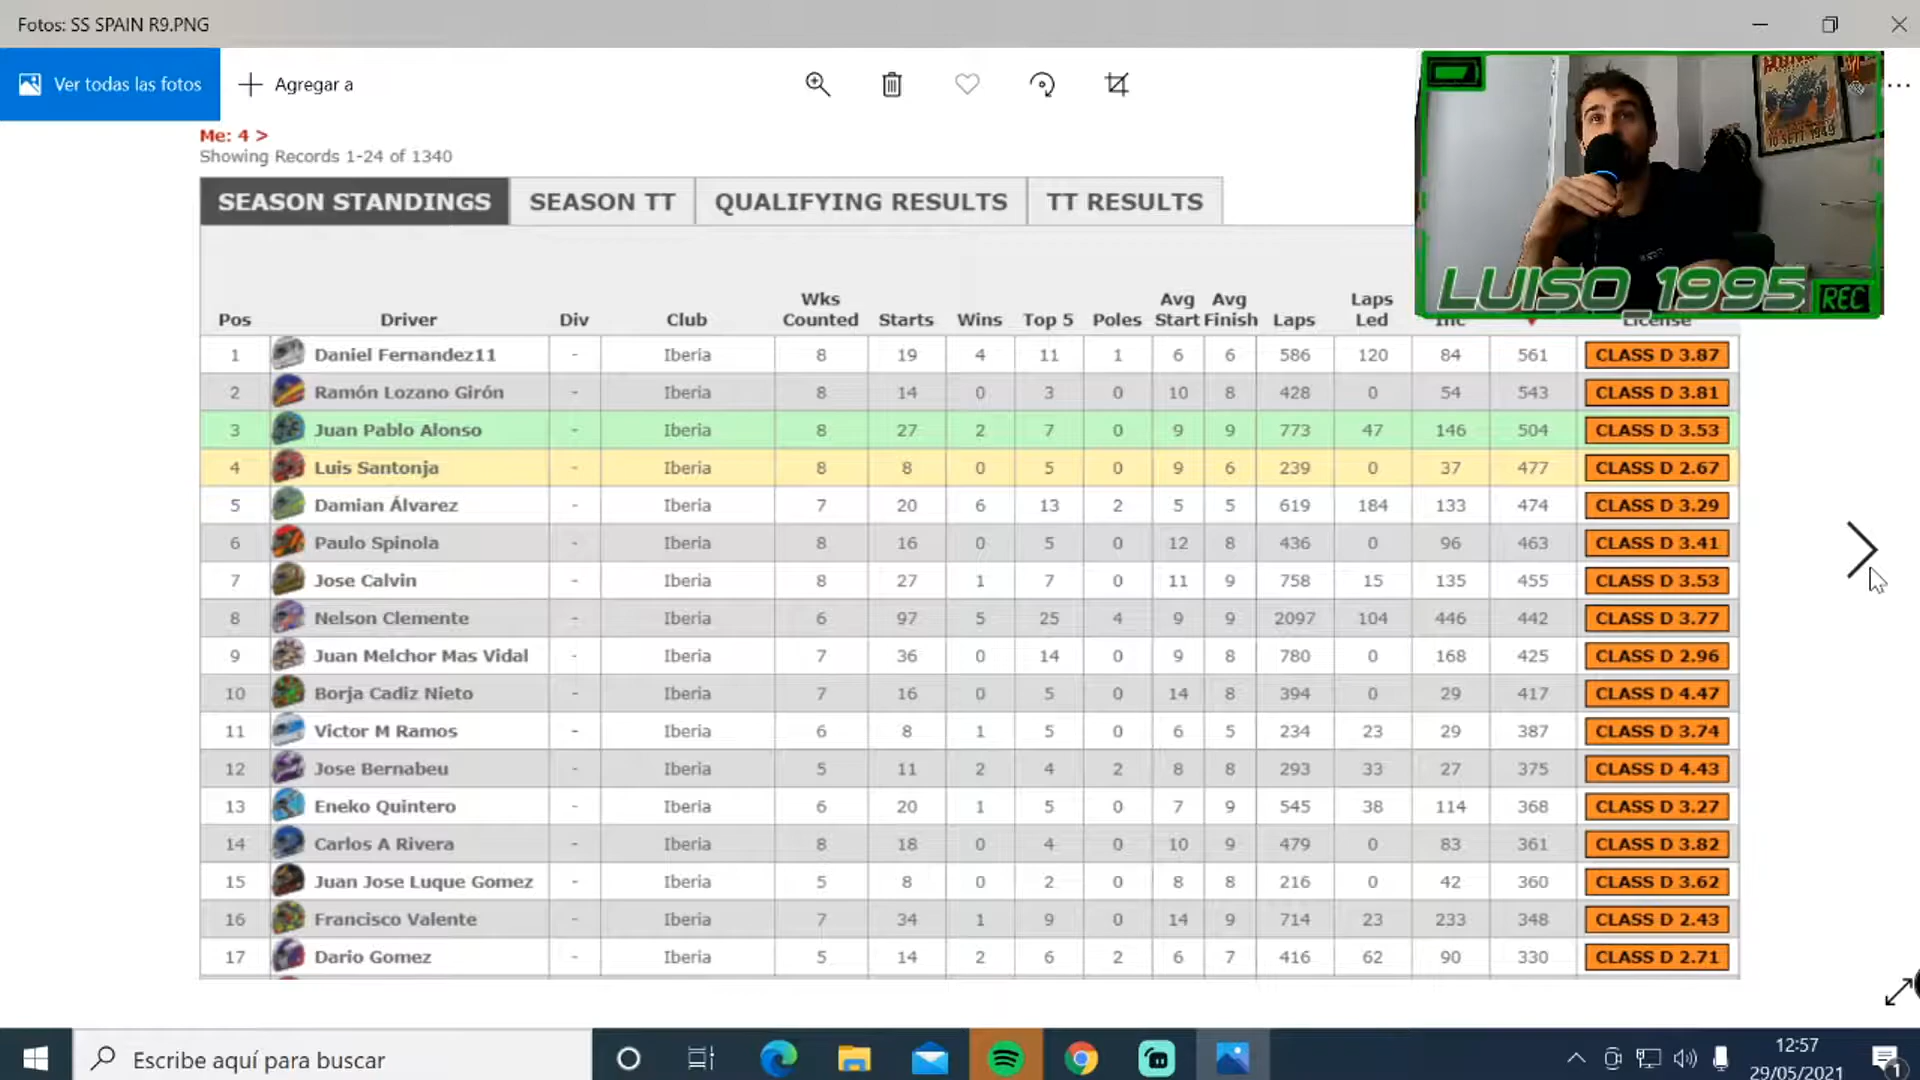 Fotos: SS SPAIN R9.PNG
Ver todas las fotos
Agregar a
Me: 4 >
Showing Records 1-24 of 1340
SEASON STANDINGS SEASON TT QUALIFYING RESULTS TT RESULTS
LUISO 1995
REC
10 SETT 1949
Pos Driver Div Club Wks Counted Starts Wins Top 5 Poles Avg Start Avg Finish Laps Laps Led Inc License
1 Daniel Fernandez11 - Iberia 8 19 4 11 1 6 6 586 120 84 561 CLASS D 3.87
2 Ramón Lozano Girón - Iberia 8 14 0 3 0 10 8 428 0 54 543 CLASS D 3.81
3 Juan Pablo Alonso - Iberia 8 27 2 7 0 9 9 773 47 146 504 CLASS D 3.53
4 Luis Santonja - Iberia 8 8 0 5 0 9 6 239 0 37 477 CLASS D 2.67
5 Damian Álvarez - Iberia 7 20 6 13 2 5 5 619 184 133 474 CLASS D 3.29
6 Paulo Spinola - Iberia 8 16 0 5 0 12 8 436 0 96 463 CLASS D 3.41
7 Jose Calvin - Iberia 8 27 1 7 0 11 9 758 15 135 455 CLASS D 3.53
8 Nelson Clemente - Iberia 6 97 5 25 4 9 9 2097 104 446 442 CLASS D 3.77
9 Juan Melchor Mas Vidal - Iberia 7 36 0 14 0 9 8 780 0 168 425 CLASS D 2.96
10 Borja Cadiz Nieto - Iberia 7 16 0 5 0 14 8 394 0 29 417 CLASS D 4.47
11 Victor M Ramos - Iberia 6 8 1 5 0 6 5 234 23 29 387 CLASS D 3.74
12 Jose Bernabeu - Iberia 5 11 2 4 2 8 8 293 33 27 375 CLASS D 4.43
13 Eneko Quintero - Iberia 6 20 1 5 0 7 9 545 38 114 368 CLASS D 3.27
14 Carlos A Rivera - Iberia 8 18 0 4 0 10 9 479 0 83 361 CLASS D 3.82
15 Juan Jose Luque Gomez - Iberia 5 8 0 2 0 8 8 216 0 42 360 CLASS D 3.62
16 Francisco Valente - Iberia 7 34 1 9 0 14 9 714 23 233 348 CLASS D 2.43
17 Dario Gomez - Iberia 5 14 2 6 2 6 7 416 62 90 330 CLASS D 2.71
Escribe aquí para buscar
12:57
29/05/2021
1